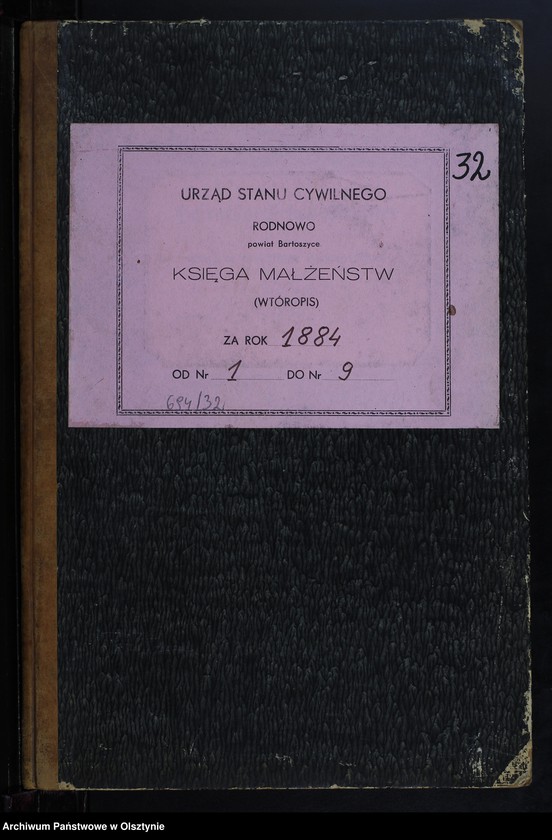 32
URZĄD STANU CYWILNEGO
RODNOWO
powiat Bartoszyce
KSIĘGA MAŁŻEŃSTW
(WTÓROPIS)
ZA ROK 1884
OD Nr 1 DO Nr 9
694/32
Archiwum Państwowe w Olsztynie